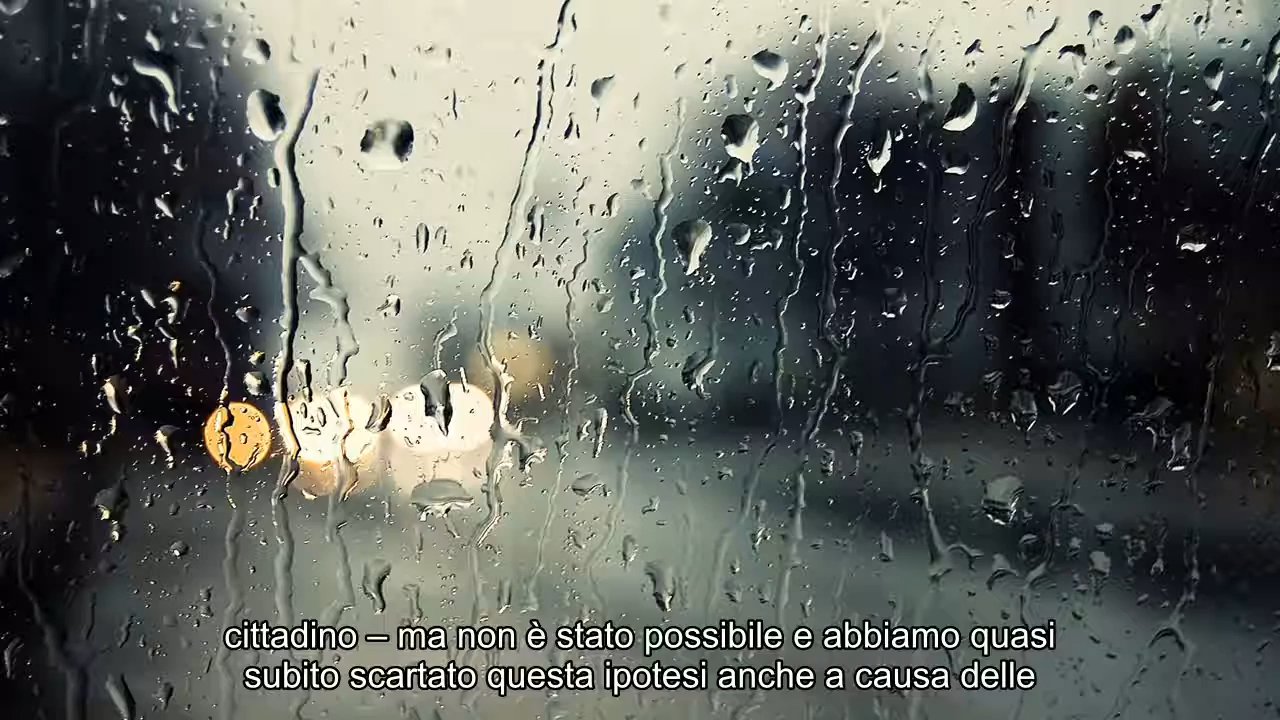 cittadino – ma non è stato possibile e abbiamo quasi
subito scartato questa ipotesi anche a causa delle